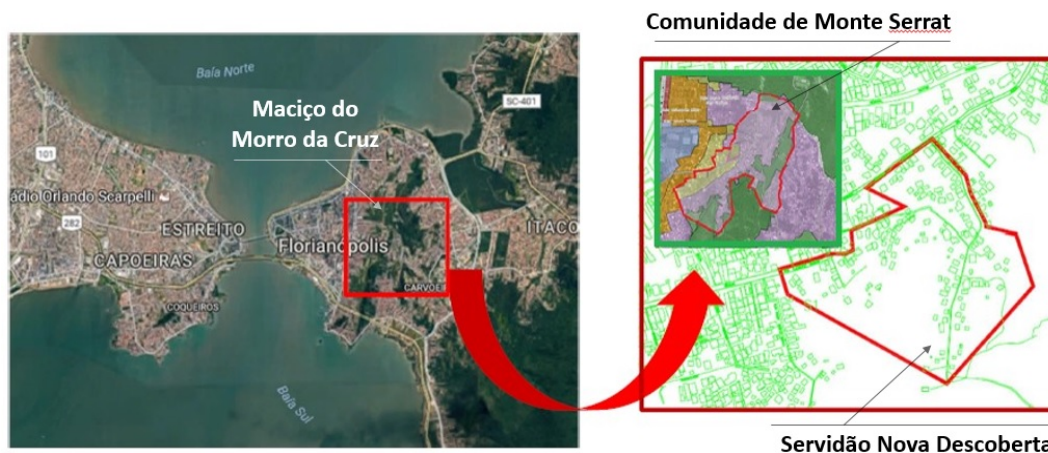 Comunidade de Monte Serrat
Baía Norte
Maciço do
Morro da Cruz
SC-401
101
ádio Orlando Scarpelli
282
ESTREITO
Florianópolis
ITACO
CAPOEIRAS
CARVOEI
COQUEIROS
Baía Sul
Servidão Nova Descoberta